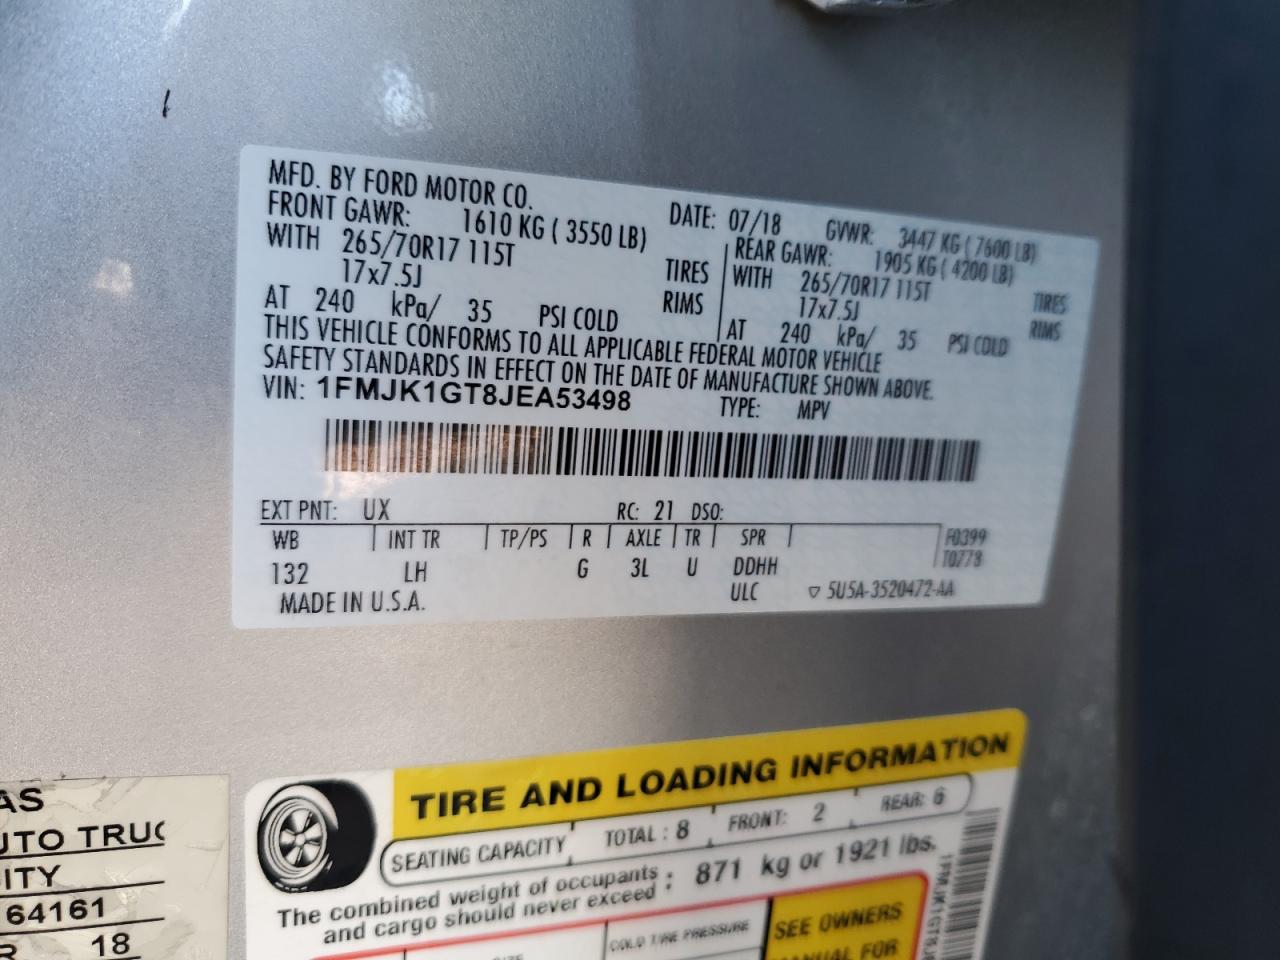 MFD. BY FORD MOTOR CO. DATE: 07/18 GVWR: 3447 KG ( 7600 LB)
FRONT GAWR: 1610 KG ( 3550 LB) REAR GAWR: 1905 KG ( 4200 LB)
WITH 265/70R17 115T TIRES WITH 265/70R17 115T TIRES
17x7.5J RIMS 17x7.5J RIMS
AT 240 kPa/ 35 PSI COLD AT 240 kPa/ 35 PSI COLD
THIS VEHICLE CONFORMS TO ALL APPLICABLE FEDERAL MOTOR VEHICLE
SAFETY STANDARDS IN EFFECT ON THE DATE OF MANUFACTURE SHOWN ABOVE.
VIN: 1FMJK1GT8JEA53498 TYPE: MPV
EXT PNT: UX RC: 21 DSO:
WB INT TR TP/PS R AXLE TR SPR F0399
132 LH G 3L U DDHH T0778
MADE IN U.S.A. ULC ▽ 5U5A-3520472-AA
TIRE AND LOADING INFORMATION
SEATING CAPACITY TOTAL : 8 FRONT: 2 REAR: 6
The combined weight of occupants : 871 kg or 1921 lbs.
and cargo should never exceed
COLD TIRE PRESSURE
SEE OWNERS
MANUAL FOR
AS
UTO TRUC
ITY
64161
R 18